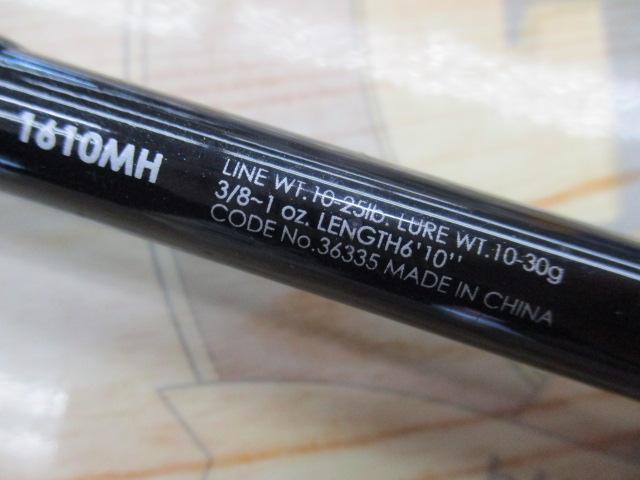 1610MH
LINE WT.10-25lb. LURE WT.10-30g
3/8~1 oz. LENGTH6'10''
CODE No.36335 MADE IN CHINA